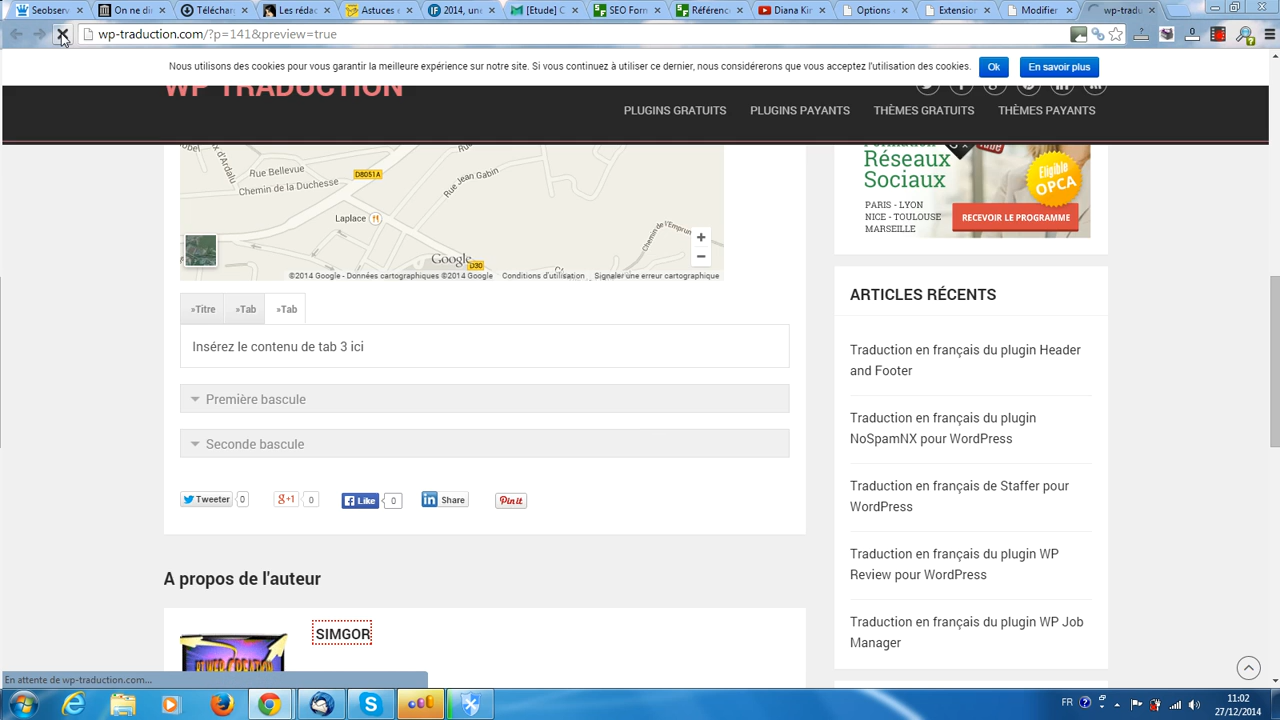 Seobserv
On ne di
Téléchar
Les réda
Astuces e
2014, une
[Etude] C
SEO Form
Référenc
Dania Kir
Options
Extension
Modifier
wp-tradu
wp-traduction.com/?p=141&preview=true
Nous utilisons des cookies pour vous garantir la meilleure expérience sur notre site. Si vous continuez à utiliser ce dernier, nous considérerons que vous acceptez l'utilisation des cookies.
Ok
En savoir plus
WP TRADUCTION
PLUGINS GRATUITS
PLUGINS PAYANTS
THÈMES GRATUITS
THÈMES PAYANTS
Rue Bellevue
Chemin de la Duchesse
D8051A
Rue Jean Gabin
Laplace
Google
D30
©2014 Google - Données cartographiques ©2014 Google
Conditions d'utilisation
Signaler une erreur cartographique
Réseaux
Sociaux
PARIS - LYON
NICE - TOULOUSE
MARSEILLE
Eligible
OPCA
RECEVOIR LE PROGRAMME
»Titre
»Tab
»Tab
Insérez le contenu de tab 3 ici
Première bascule
Seconde bascule
Tweeter
0
g+1
0
Like
0
in Share
Pin it
ARTICLES RÉCENTS
Traduction en français du plugin Header
and Footer
Traduction en français du plugin
NoSpamNX pour WordPress
Traduction en français de Staffer pour
WordPress
Traduction en français du plugin WP
Review pour WordPress
Traduction en français du plugin WP Job
Manager
A propos de l'auteur
SIMGOR
En attente de wp-traduction.com...
FR
11:02
27/12/2014